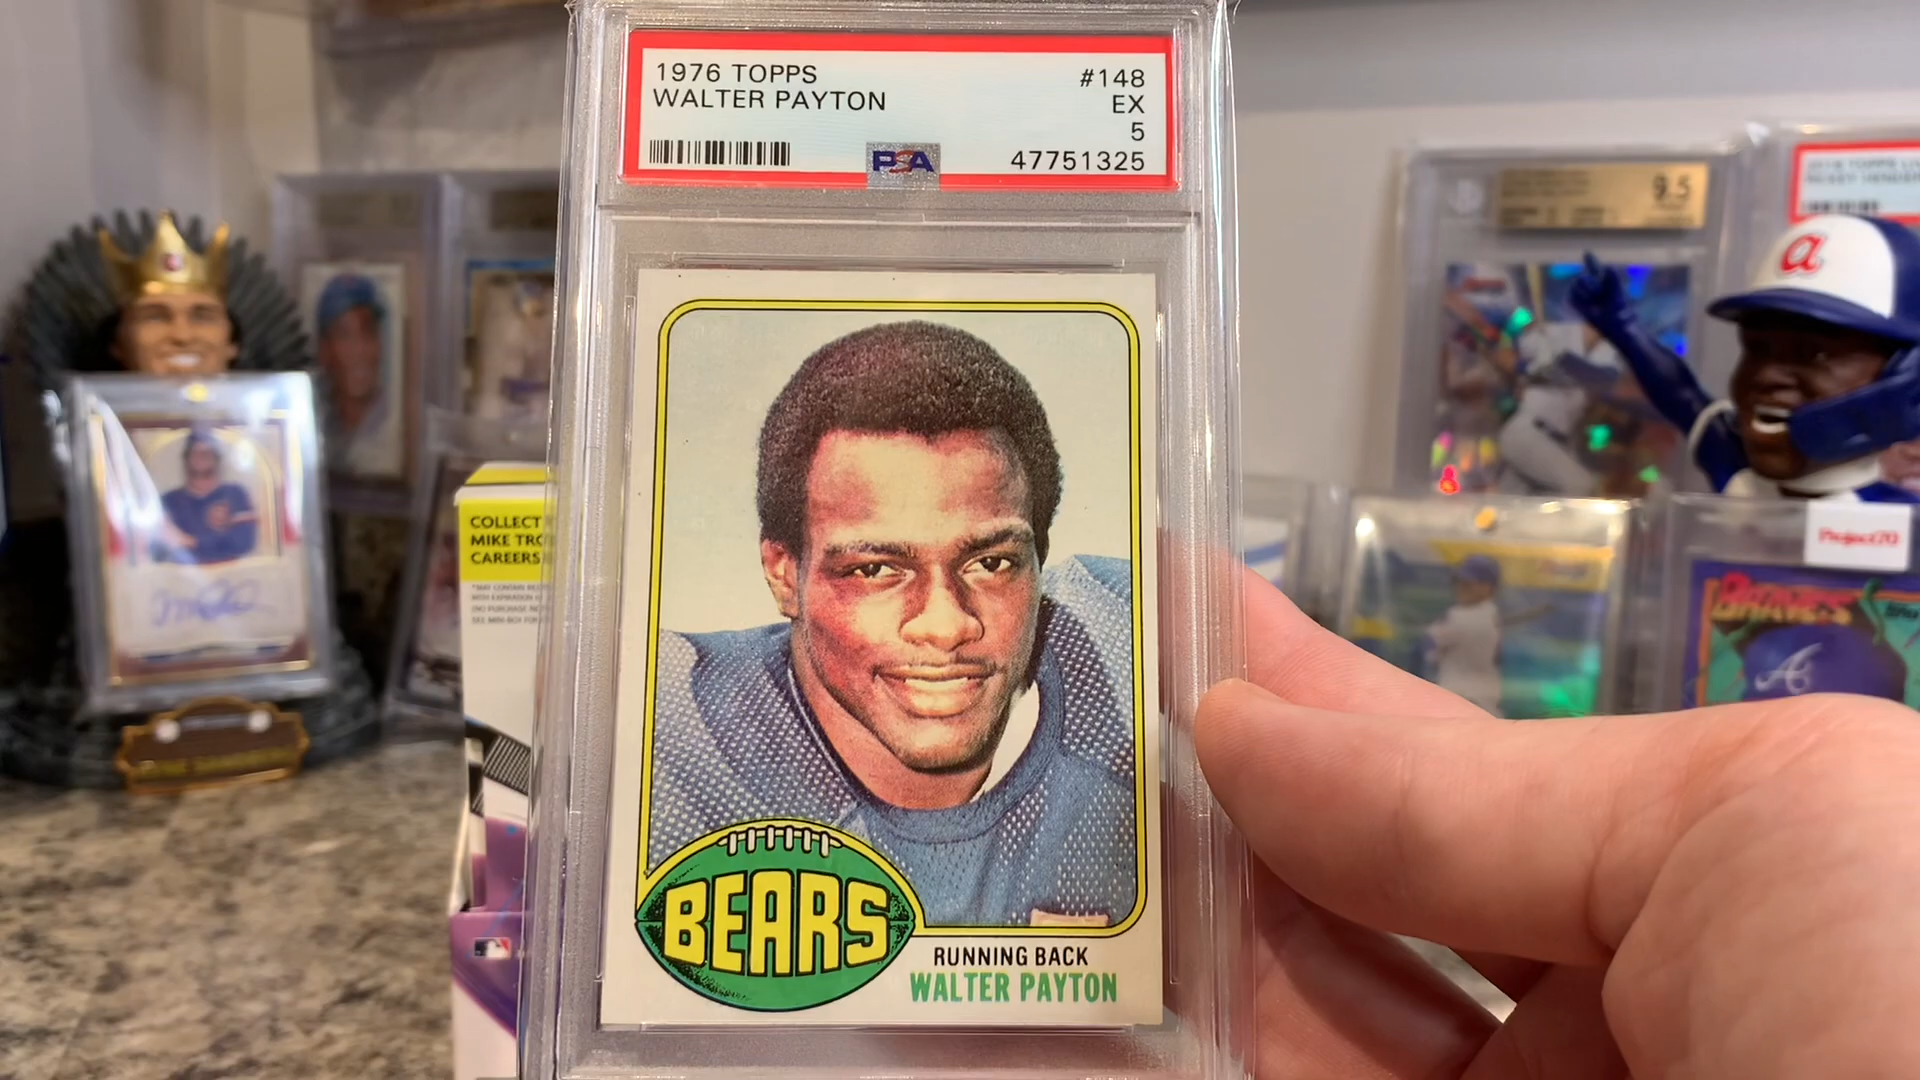 1976 TOPPS #148
WALTER PAYTON EX
5
PSA 47751325
BEARS
RUNNING BACK
WALTER PAYTON
COLLECT
MIKE TRO
CAREERS
9.5
a
Project70
A